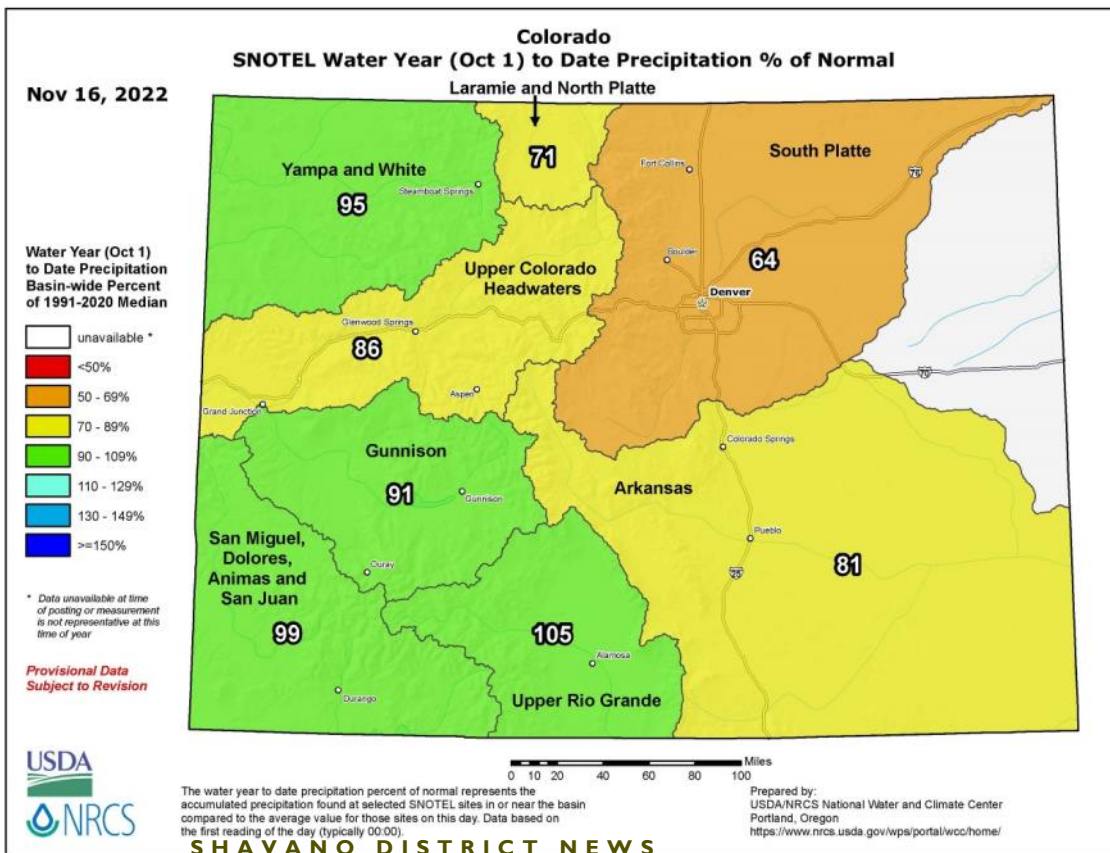 Colorado
SNOTEL Water Year (Oct 1) to Date Precipitation % of Normal
Nov 16, 2022
Laramie and North Platte
71
Yampa and White
Steamboat Springs
95
Fort Collins
South Platte
76
Boulder
64
Denver
Upper Colorado
Headwaters
Glenwood Springs
86
Aspen
Grand Junction
70
Colorado Springs
Gunnison
91
Gunnison
Arkansas
Pueblo
81
25
San Miguel,
Dolores,
Animas and
San Juan
Ouray
99
Durango
105
Alamosa
Upper Rio Grande
Water Year (Oct 1)
to Date Precipitation
Basin-wide Percent
of 1991-2020 Median
unavailable *
<50%
50 - 69%
70 - 89%
90 - 109%
110 - 129%
130 - 149%
>=150%
* Data unavailable at time
of posting or measurement
is not representative at this
time of year
Provisional Data
Subject to Revision
USDA
NRCS
Miles
0 10 20 40 60 80 100
The water year to date precipitation percent of normal represents the
accumulated precipitation found at selected SNOTEL sites in or near the basin
compared to the average value for those sites on this day. Data based on
the first reading of the day (typically 00:00).
Prepared by:
USDA/NRCS National Water and Climate Center
Portland, Oregon
https://www.nrcs.usda.gov/wps/portal/wcc/home/
SHAVANO DISTRICT NEWS